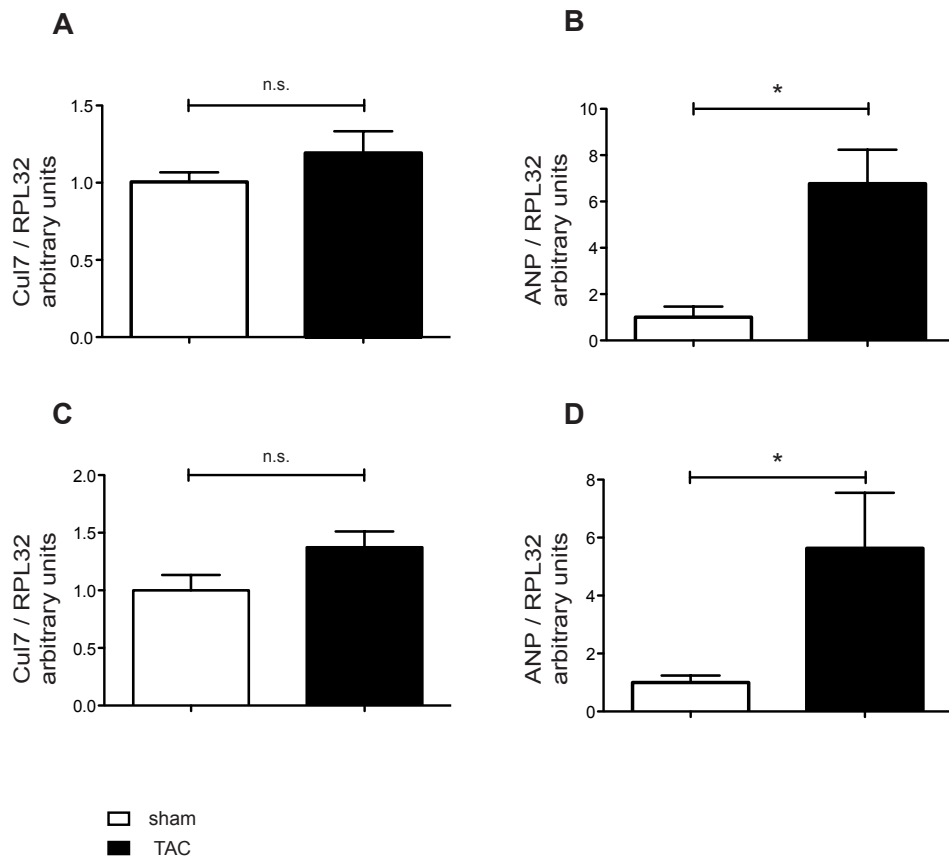 A
n.s.
1.5
1.0
0.5
0.0
Cul7 / RPL32
arbitrary units
B
*
10
8
6
4
2
0
ANP / RPL32
arbitrary units
C
n.s.
2.0
1.5
1.0
0.5
0.0
Cul7 / RPL32
arbitrary units
D
*
8
6
4
2
0
ANP / RPL32
arbitrary units
sham
TAC